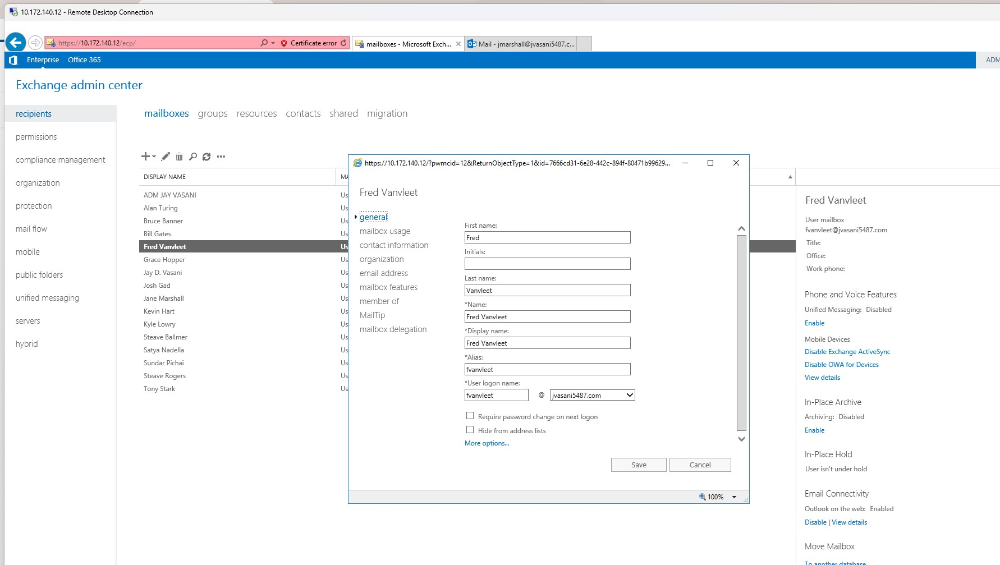 10.172.140.12 - Remote Desktop Connection
https://10.172.140.12/ecp/
Certificate error
mailboxes - Microsoft Exch...
Mail - jmarshall@jvasani5487.c...
Enterprise
Office 365
ADM
Exchange admin center
recipients
permissions
compliance management
organization
protection
mail flow
mobile
public folders
unified messaging
servers
hybrid
mailboxes
groups
resources
contacts
shared
migration
DISPLAY NAME
MA
ADM JAY VASANI
Us
Alan Turing
Us
Bruce Banner
Us
Bill Gates
Us
Fred Vanvleet
Us
Grace Hopper
Us
Jay D. Vasani
Us
Josh Gad
Us
Jane Marshall
Us
Kevin Hart
Us
Kyle Lowry
Us
Steave Ballmer
Us
Satya Nadella
Us
Sundar Pichai
Us
Steave Rogers
Us
Tony Stark
Us
https://10.172.140.12/?pwmcid=12&ReturnObjectType=1&id=7666cd31-6e28-442c-894f-80471b99629...
Fred Vanvleet
general
mailbox usage
contact information
organization
email address
mailbox features
member of
MailTip
mailbox delegation
First name:
Fred
Initials:
Last name:
Vanvleet
*Name:
Fred Vanvleet
*Display name:
Fred Vanvleet
*Alias:
fvanvleet
*User logon name:
fvanvleet @ jvasani5487.com
Require password change on next logon
Hide from address lists
More options...
Save
Cancel
100%
Fred Vanvleet
User mailbox
fvanvleet@jvasani5487.com
Title:
Office:
Work phone:
Phone and Voice Features
Unified Messaging: Disabled
Enable
Mobile Devices
Disable Exchange ActiveSync
Disable OWA for Devices
View details
In-Place Archive
Archiving: Disabled
Enable
In-Place Hold
User isn't under hold
Email Connectivity
Outlook on the web: Enabled
Disable | View details
Move Mailbox
To another database